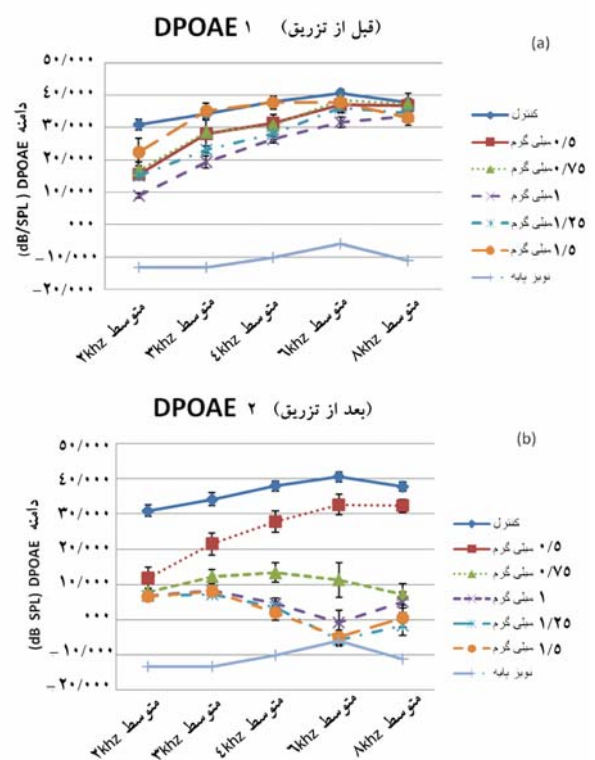 DPOAE ۱ (قبل از تزریق)
(a)
دامنه DPOAE (dB/SPL)
۵۰/۰۰۰
۴۰/۰۰۰
۳۰/۰۰۰
۲۰/۰۰۰
۱۰/۰۰۰
۰۰۰
−۱۰/۰۰۰
−۲۰/۰۰۰
متوسط ۲khz
متوسط ۳khz
متوسط ٤khz
متوسط ۶khz
متوسط ۸khz
کنترل
۰/۵ میلی گرم
۰/۷۵ میلی گرم
۱ میلی گرم
۱/۲۵ میلی گرم
۱/۵ میلی گرم
نویز پایه
DPOAE ۲ (بعد از تزریق)
(b)
دامنه DPOAE (dB SPL)
۵۰/۰۰۰
۴۰/۰۰۰
۳۰/۰۰۰
۲۰/۰۰۰
۱۰/۰۰۰
۰۰۰
−۱۰/۰۰۰
−۲۰/۰۰۰
متوسط ۲khz
متوسط ۳khz
متوسط ٤khz
متوسط ۶khz
متوسط ۸khz
کنترل
۰/۵ میلی گرم
۰/۷۵ میلی گرم
۱ میلی گرم
۱/۲۵ میلی گرم
۱/۵ میلی گرم
نویز پایه